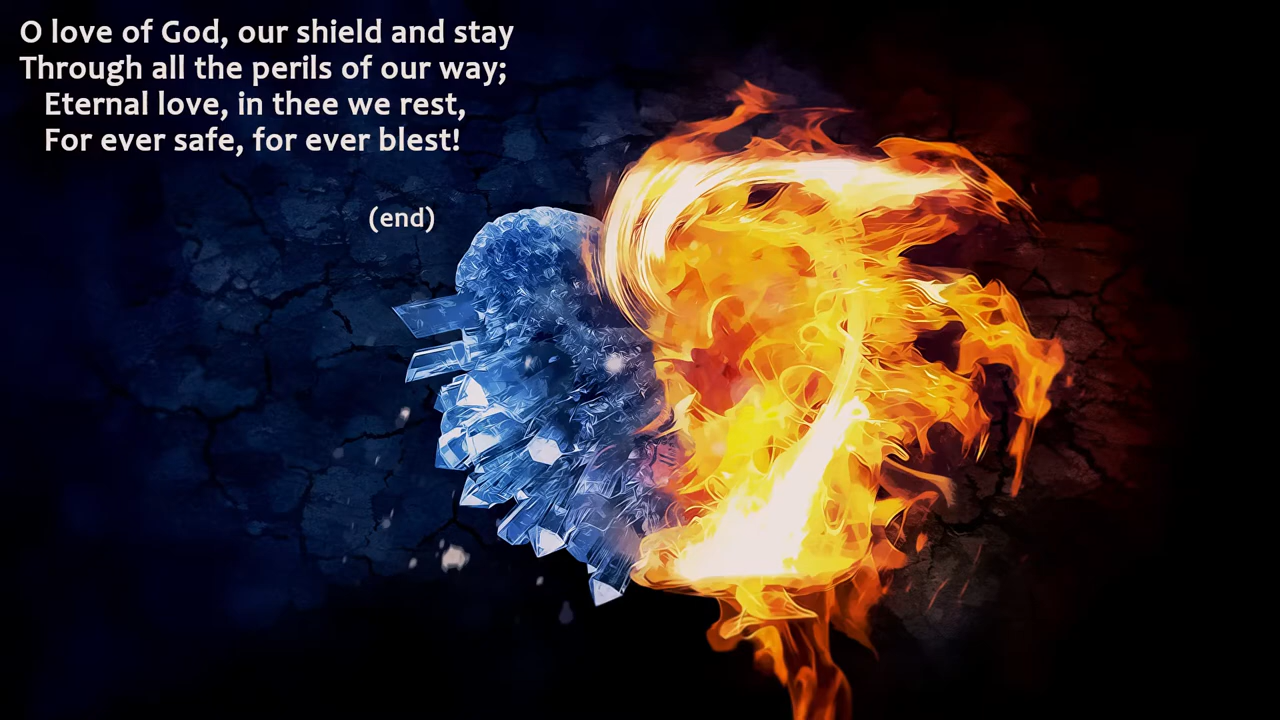 O love of God, our shield and stay
Through all the perils of our way;
Eternal love, in thee we rest,
For ever safe, for ever blest!
(end)